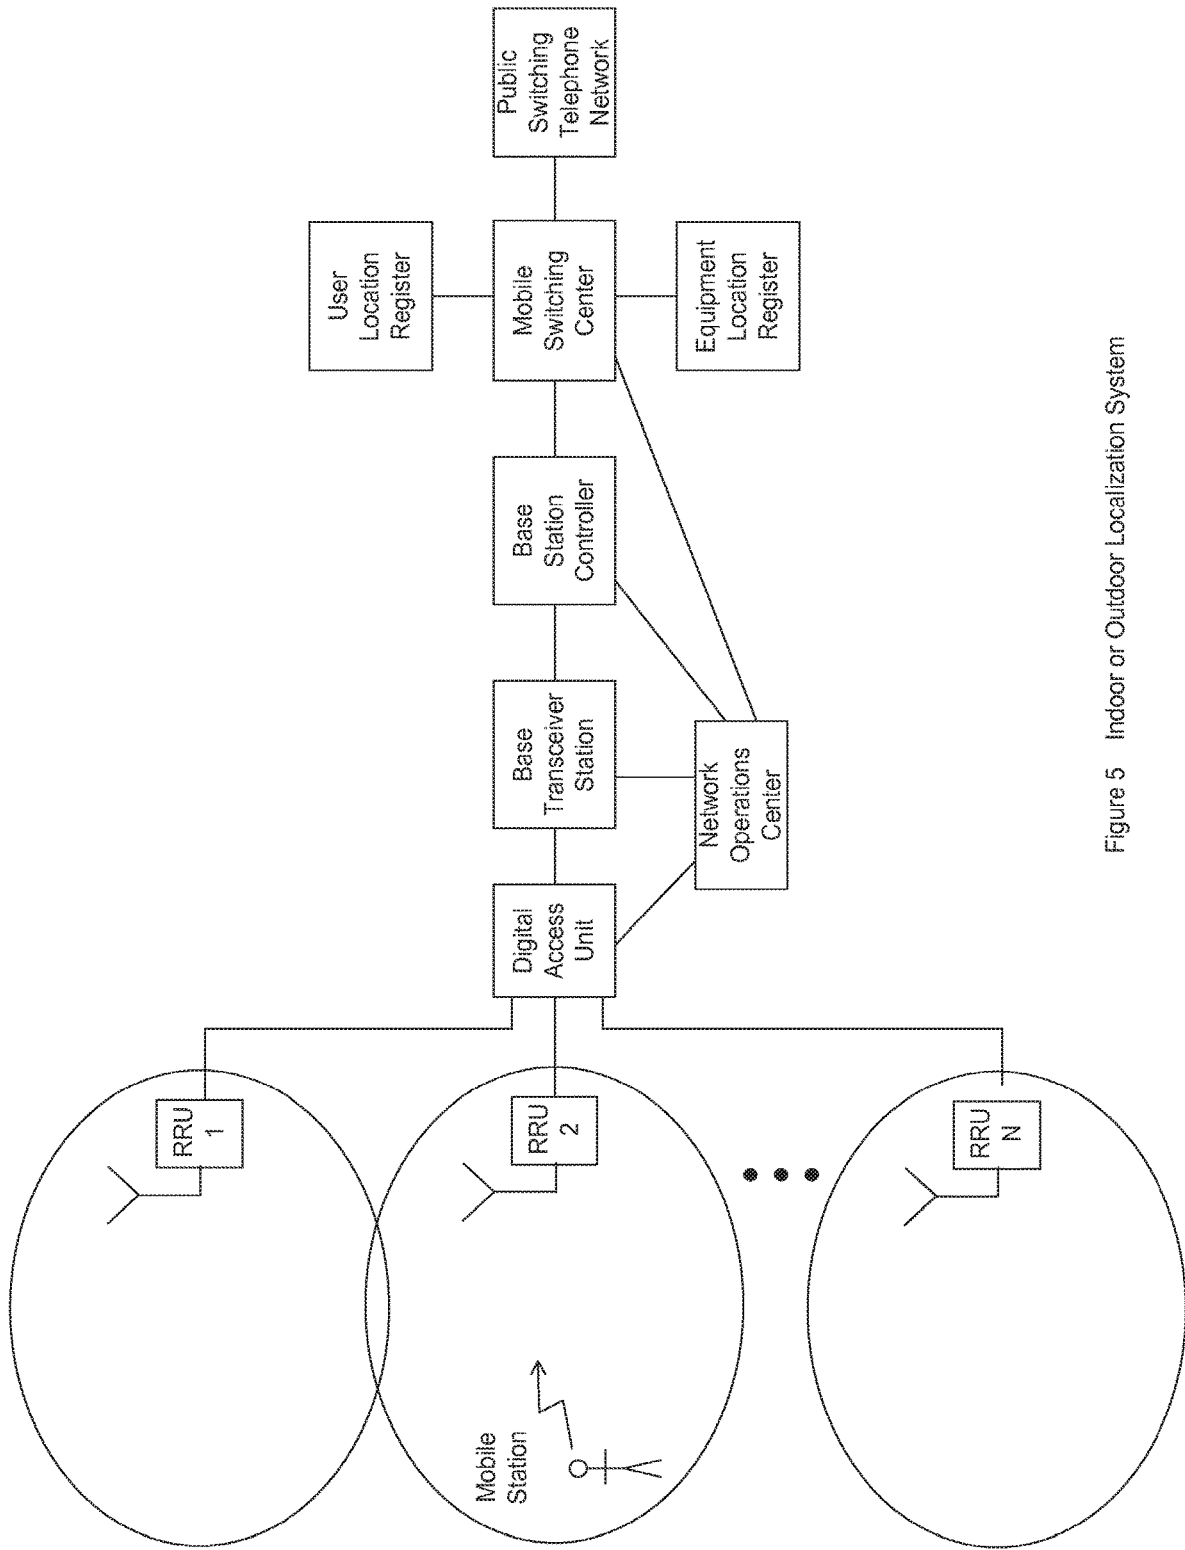 Public
Switching
Telephone
Network
User
Location
Register
Mobile
Switching
Center
Equipment
Location
Register
Base
Station
Controller
Base
Transceiver
Station
Network
Operations
Center
Digital
Access
Unit
RRU
1
RRU
2
RRU
N
Mobile
Station
Figure 5 Indoor or Outdoor Localization System